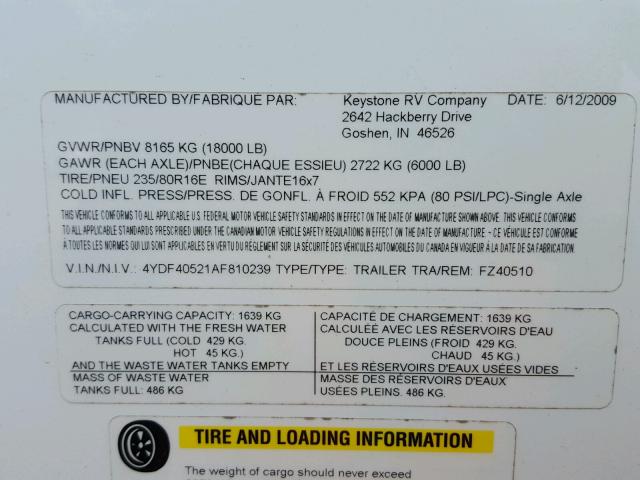 MANUFACTURED BY/FABRIQUÉ PAR: Keystone RV Company DATE: 6/12/2009
2642 Hackberry Drive
Goshen, IN 46526
GVWR/PNBV 8165 KG (18000 LB)
GAWR (EACH AXLE)/PNBE(CHAQUE ESSIEU) 2722 KG (6000 LB)
TIRE/PNEU 235/80R16E RIMS/JANTE16x7
COLD INFL. PRESS/PRESS. DE GONFL. À FROID 552 KPA (80 PSI/LPC)-Single Axle
THIS VEHICLE CONFORMS TO ALL APPLICABLE U.S. FEDERAL MOTOR VEHICLE SAFETY STANDARDS IN EFFECT ON THE DATE OF MANUFACTURE SHOWN ABOVE. THIS VEHICLE CONFORMS
TO ALL APPLICABLE STANDARDS PRESCRIBED UNDER THE CANADIAN MOTOR VEHICLE SAFETY REGULATIONS IN EFFECT ON THE DATE OF MANUFACTURE - CE VÉHICULE EST CONFORME
À TOUTES LES NORMES QUI LUI SONT APPLICABLES EN VERTU DU RÈGLEMENT SUR LA SÉCURITÉ DES VÉHICULES AUTOMOBILES DU CANADA EN VIGUEUR À LA DATE DE SA FABRICATION.
V.I.N./N.I.V.: 4YDF40521AF810239 TYPE/TYPE: TRAILER TRA/REM: FZ40510
CARGO-CARRYING CAPACITY: 1639 KG
CALCULATED WITH THE FRESH WATER
TANKS FULL (COLD 429 KG.
HOT 45 KG.)
AND THE WASTE WATER TANKS EMPTY
MASS OF WASTE WATER
TANKS FULL: 486 KG
CAPACITÉ DE CHARGEMENT: 1639 KG
CALCULÉE AVEC LES RÉSERVOIRS D'EAU
DOUCE PLEINS (FROID 429 KG.
CHAUD 45 KG.)
ET LES RÉSERVOIR D'EAUX USÉES VIDES
MASSE DES RÉSERVOIR D'EAUX
USÉES PLEINS: 486 KG
TIRE AND LOADING INFORMATION
The weight of cargo should never exceed